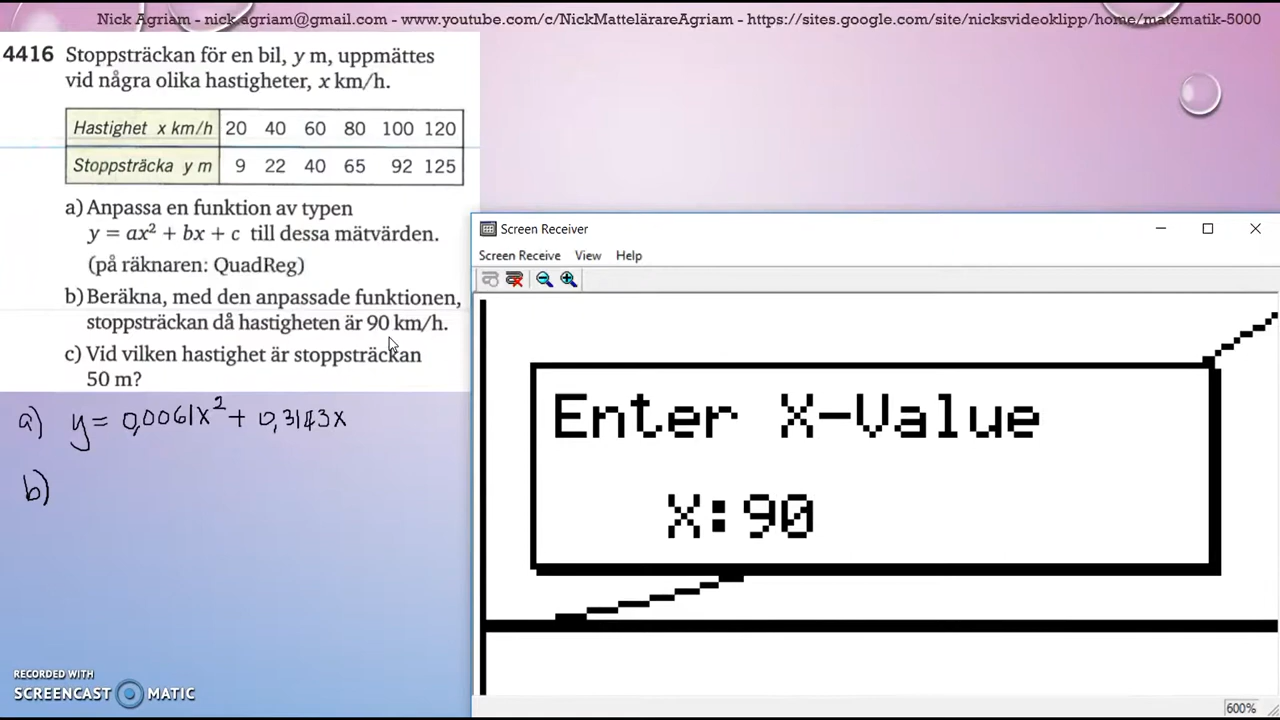 Nick Agriam - nick agriam@gmail.com - www.youtube.com/c/NickMattelärareAgriam - https://sites.google.com/site/nicksvideoklipp/home/matematik-5000
4416 Stoppsträckan för en bil, y m, uppmättes
vid några olika hastigheter, x km/h.
Hastighet x km/h 20 40 60 80 100 120
Stoppsträcka y m 9 22 40 65 92 125
a) Anpassa en funktion av typen
y = ax² + bx + c till dessa mätvärden.
(på räknaren: QuadReg)
b) Beräkna, med den anpassade funktionen,
stoppsträckan då hastigheten är 90 km/h.
c) Vid vilken hastighet är stoppsträckan
50 m?
a) y = 0,0061x² + 0,3143x
b)
Screen Receiver
Screen Receive View Help
Enter X-Value
X:90
600%
RECORDED WITH
SCREENCAST MATIC